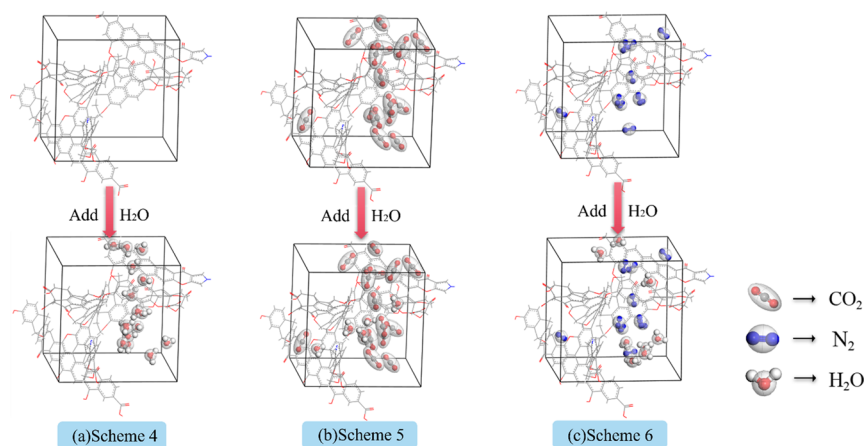 Add H₂O
Add H₂O
Add H₂O
CO₂
N₂
H₂O
(a)Scheme 4
(b)Scheme 5
(c)Scheme 6